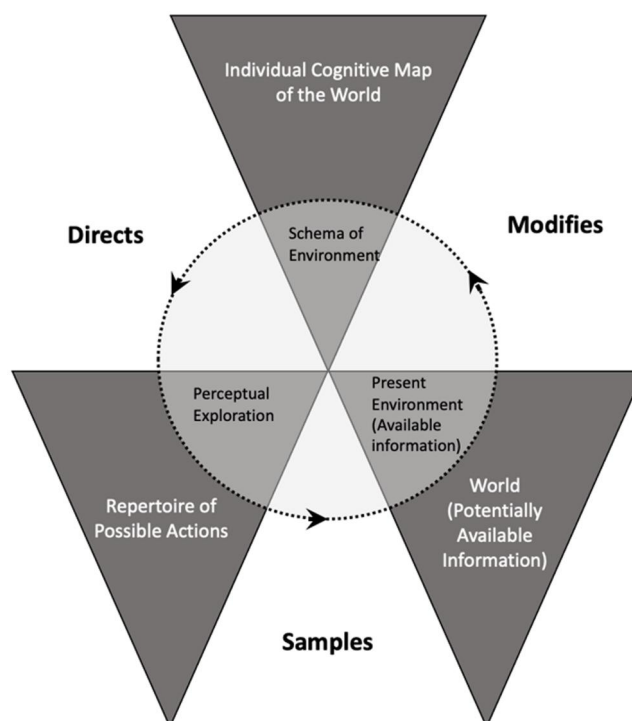 Individual Cognitive Map
of the World
Directs
Modifies
Schema of
Environment
Perceptual
Exploration
Present
Environment
(Available
information)
Repertoire of
Possible Actions
World
(Potentially
Available
Information)
Samples